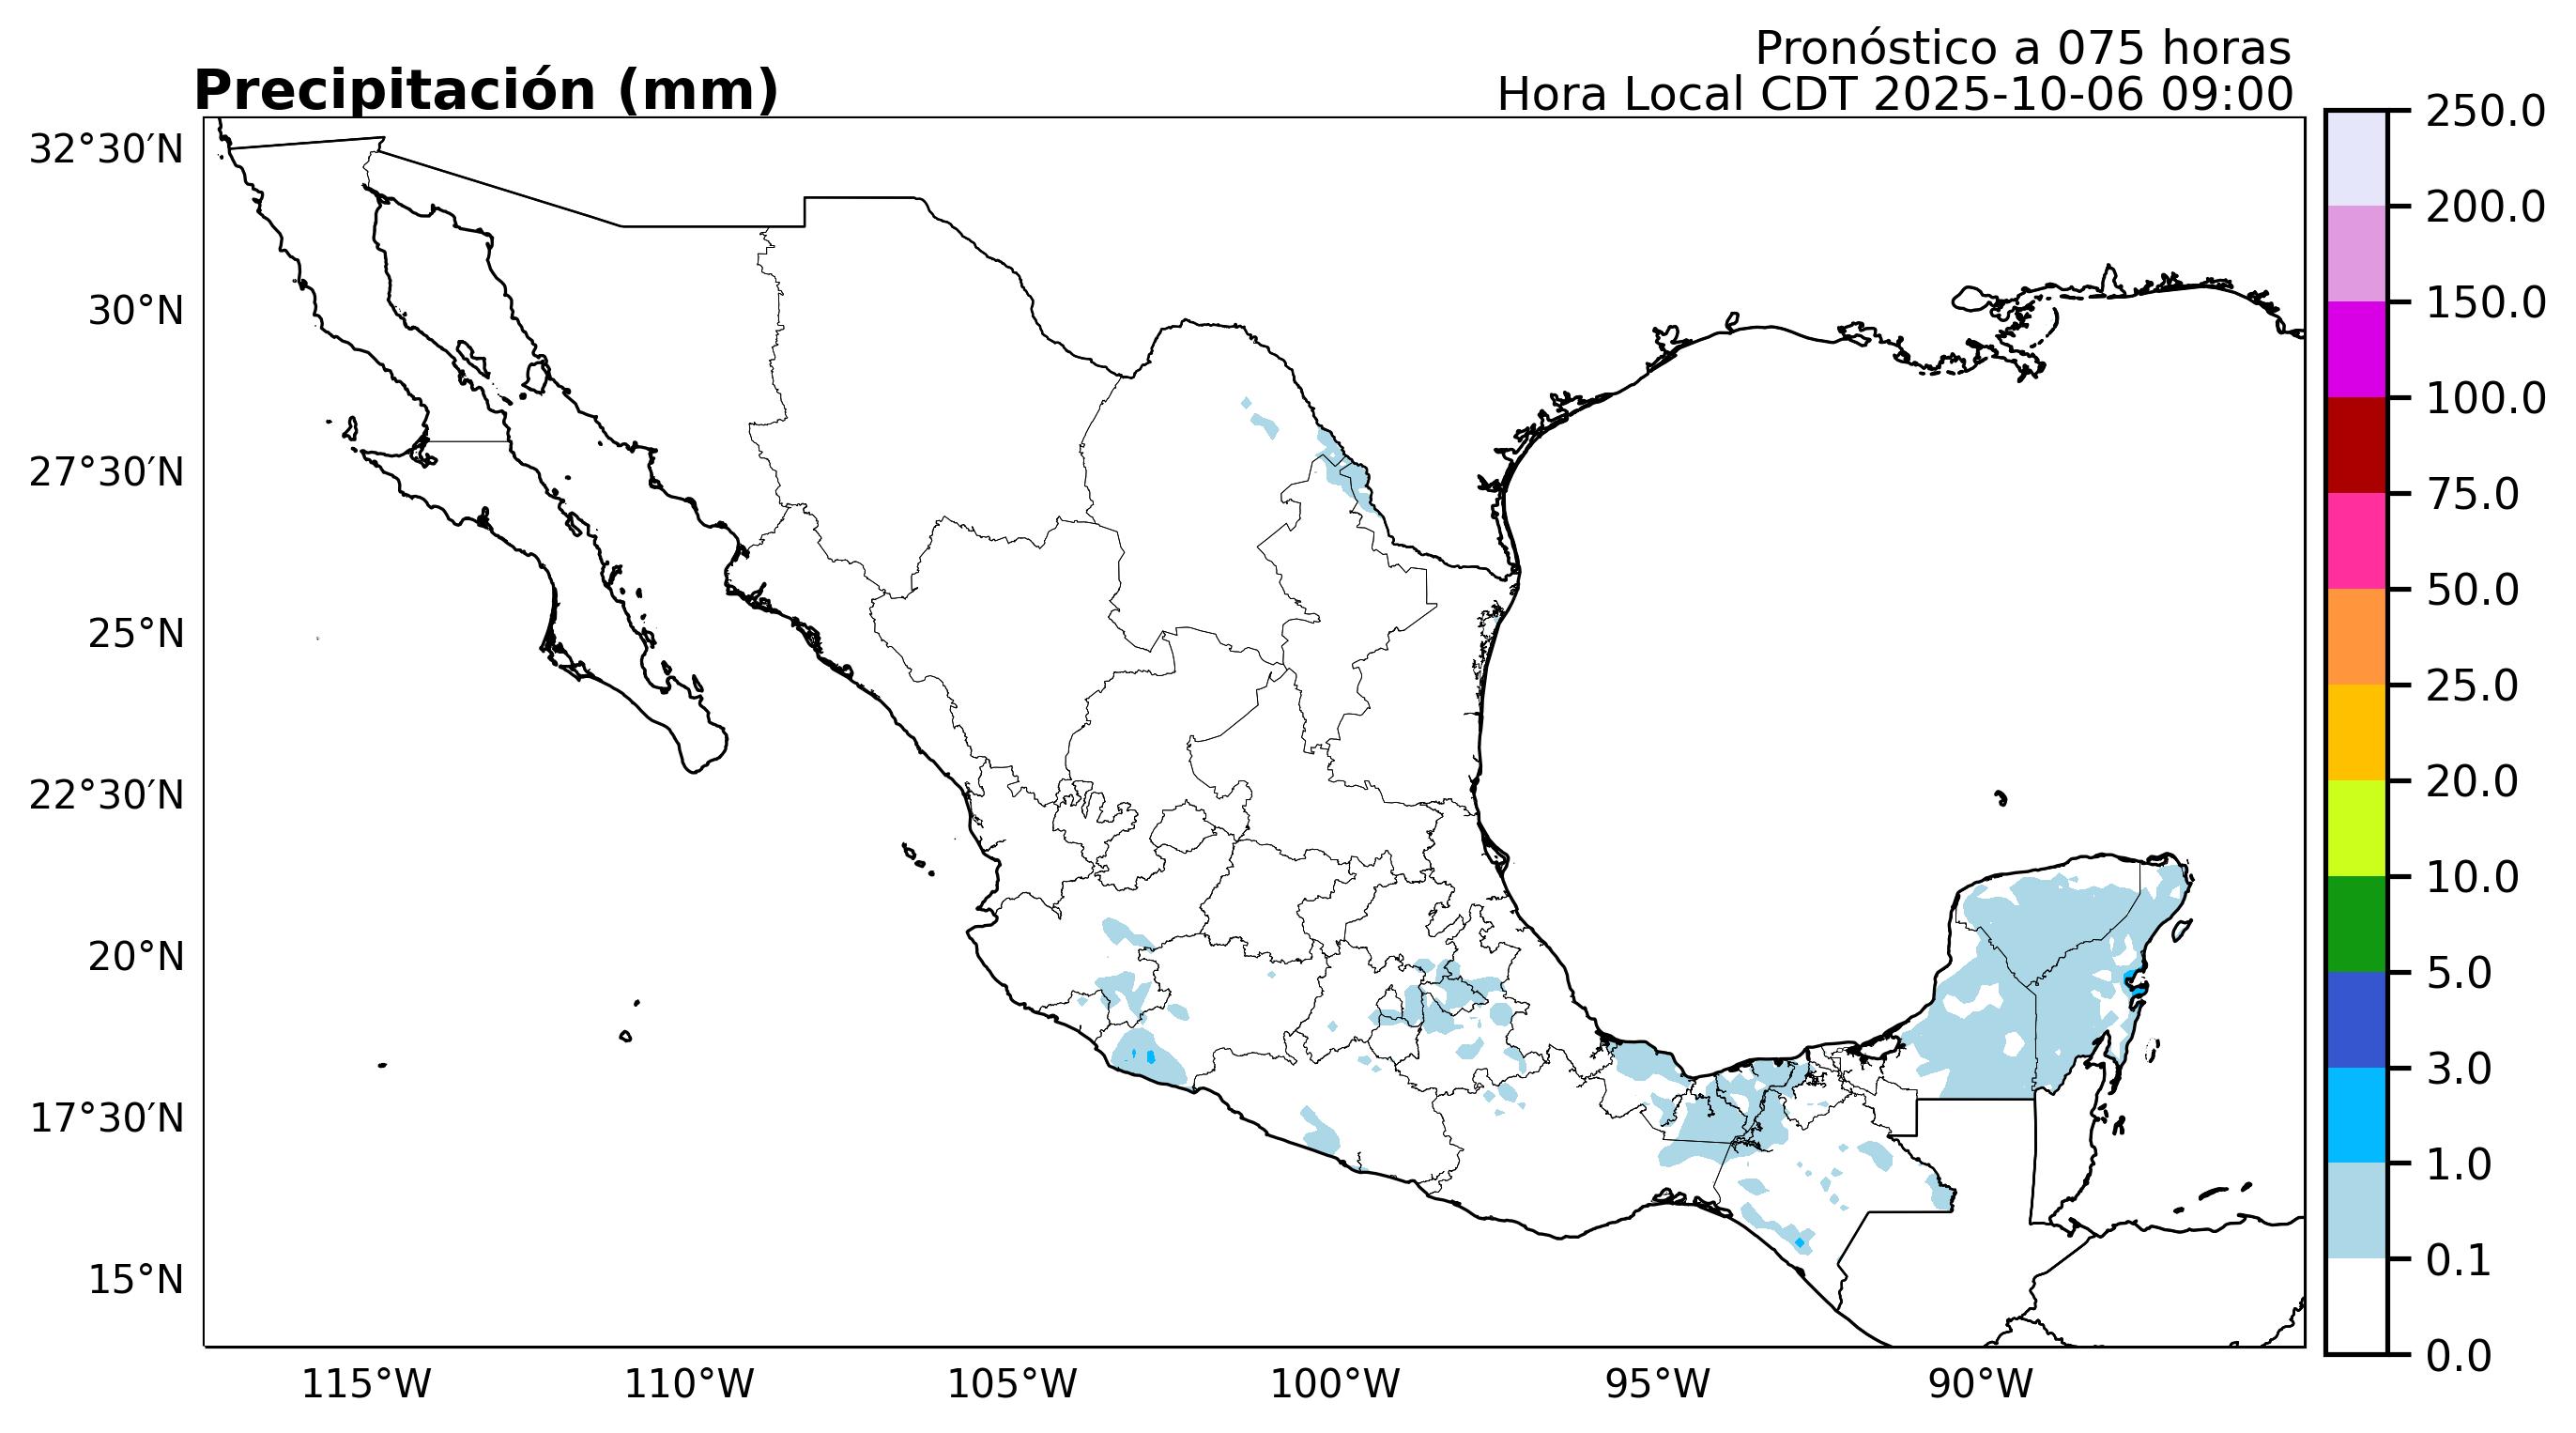 Pronóstico a 075 horas
Precipitación (mm)
Hora Local CDT 2025-10-06 09:00
32°30′N
30°N
27°30′N
25°N
22°30′N
20°N
17°30′N
15°N
115°W
110°W
105°W
100°W
95°W
90°W
250.0
200.0
150.0
100.0
75.0
50.0
25.0
20.0
10.0
5.0
3.0
1.0
0.1
0.0